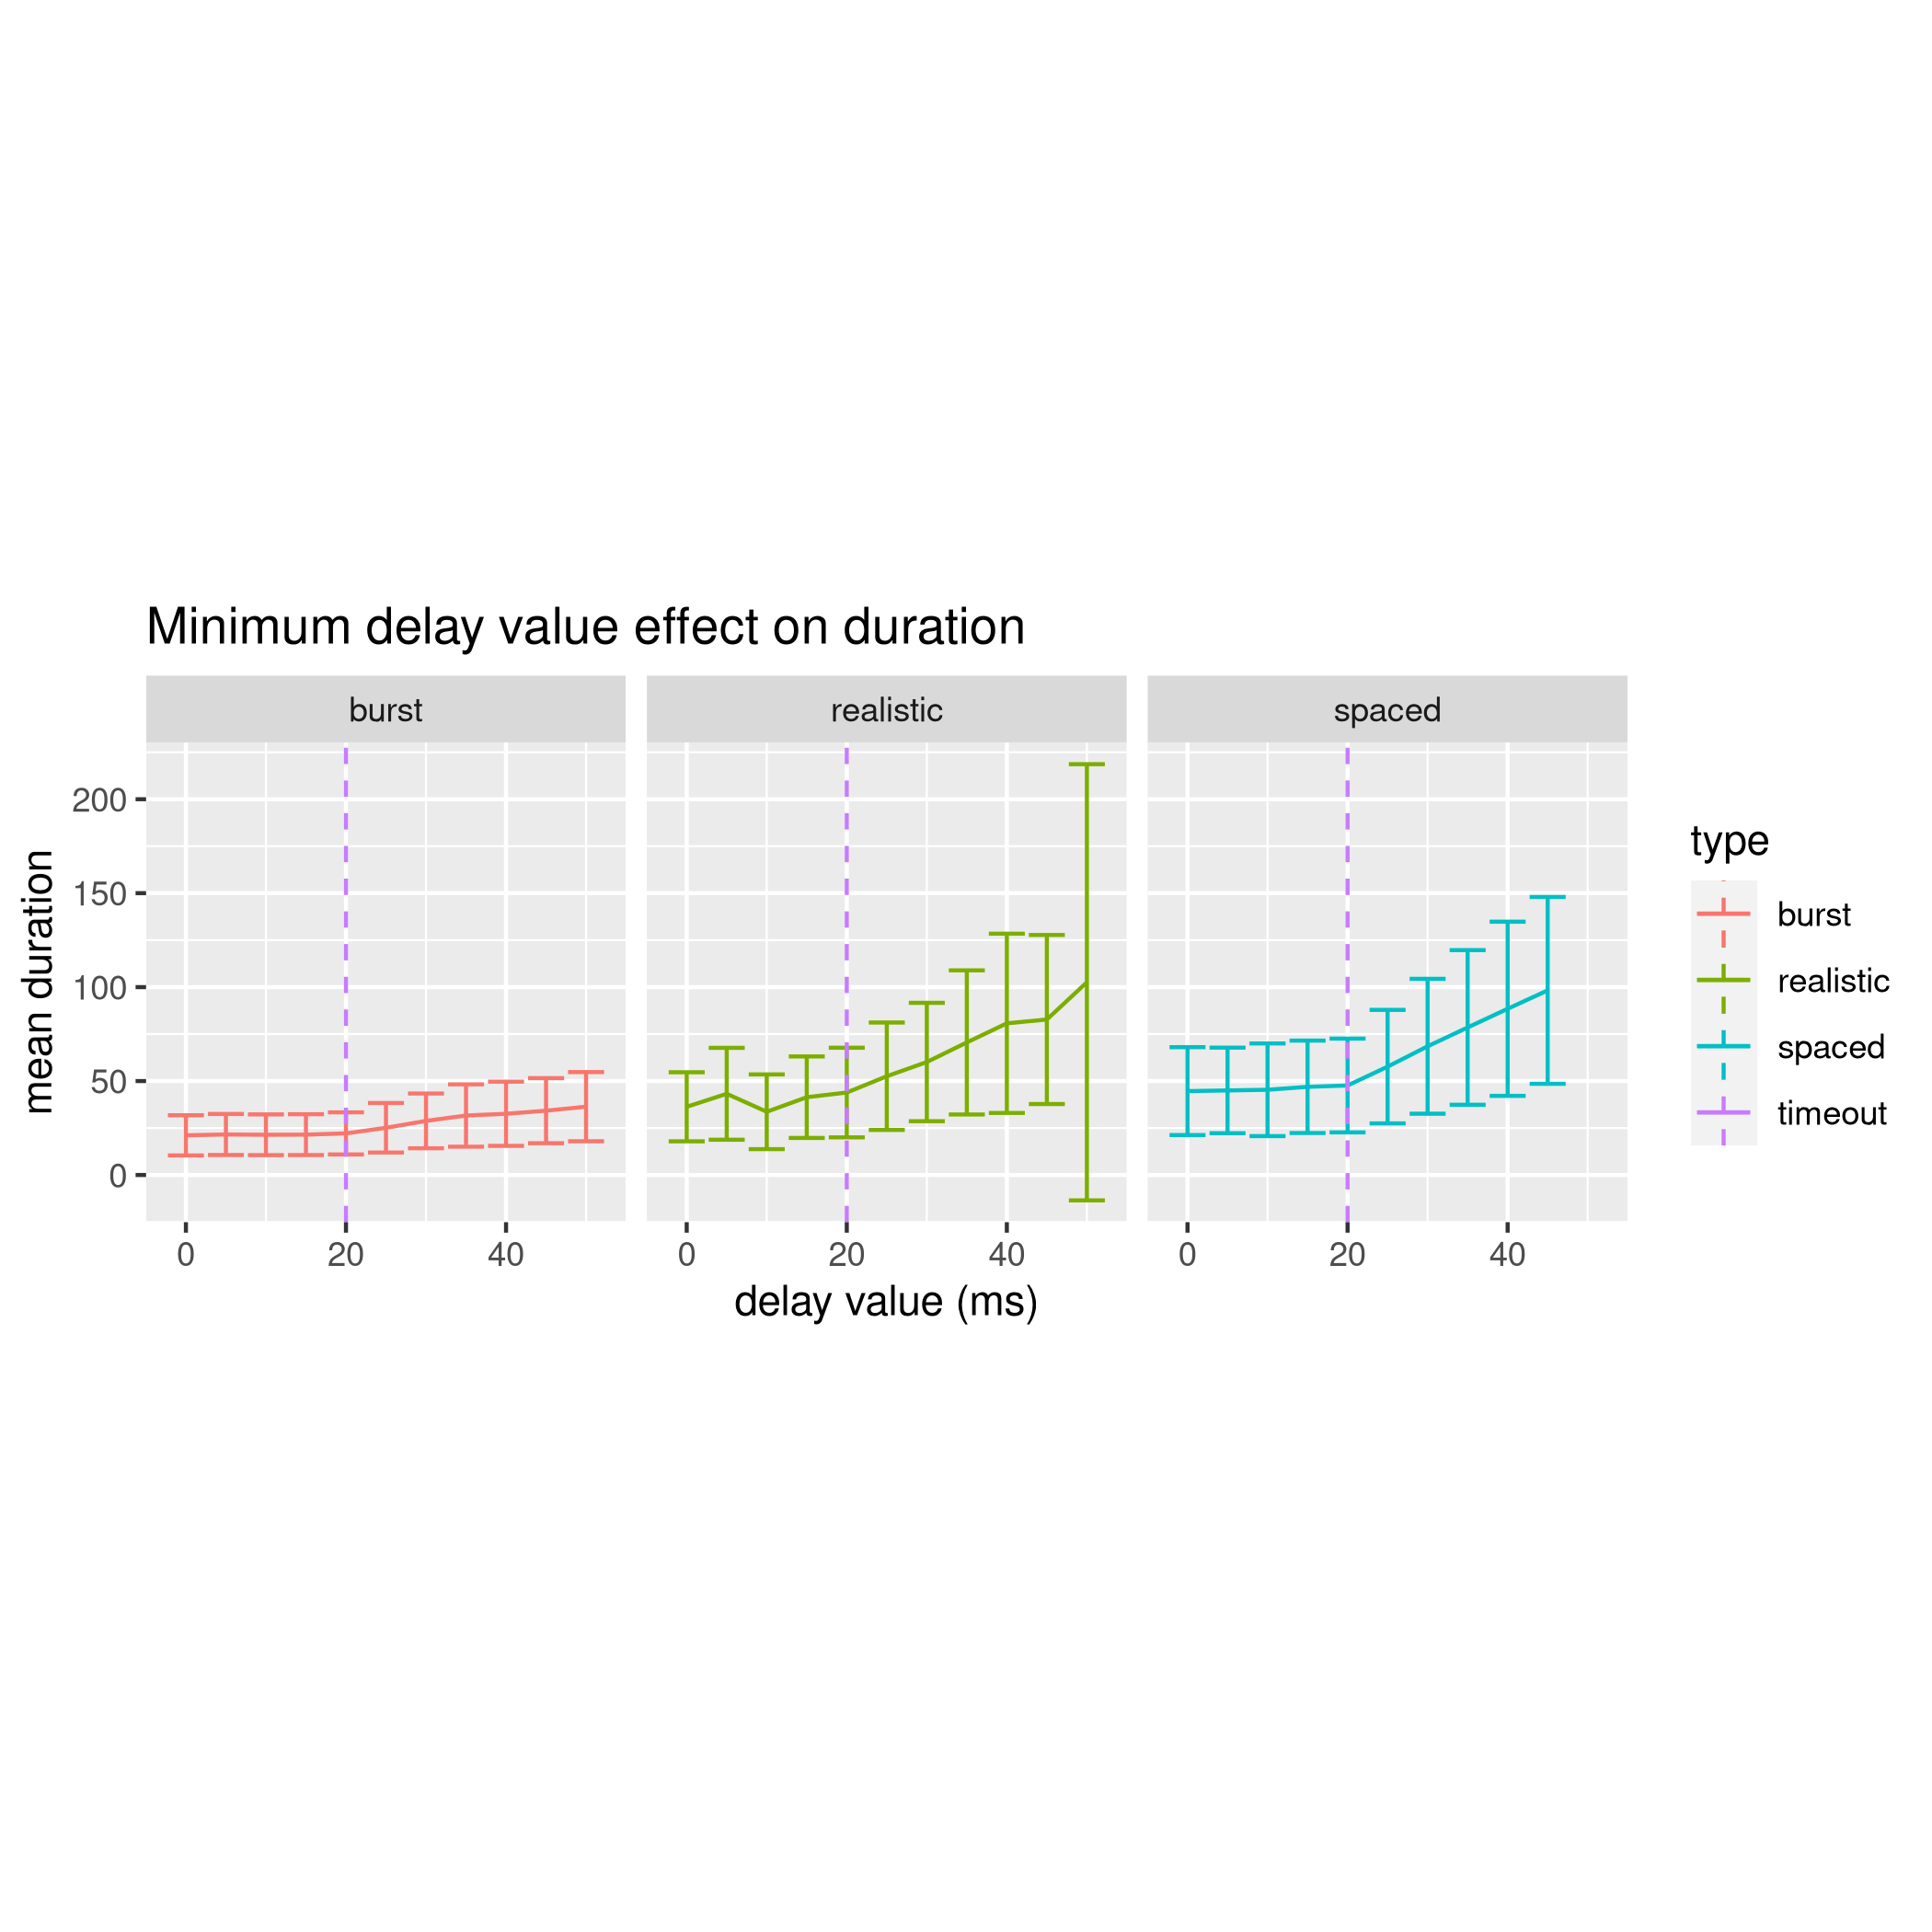 Minimum delay value effect on duration
burst realistic spaced
mean duration
200
150
100
50
0
0 20 40 0 20 40 0 20 40
delay value (ms)
type
burst
realistic
spaced
timeout